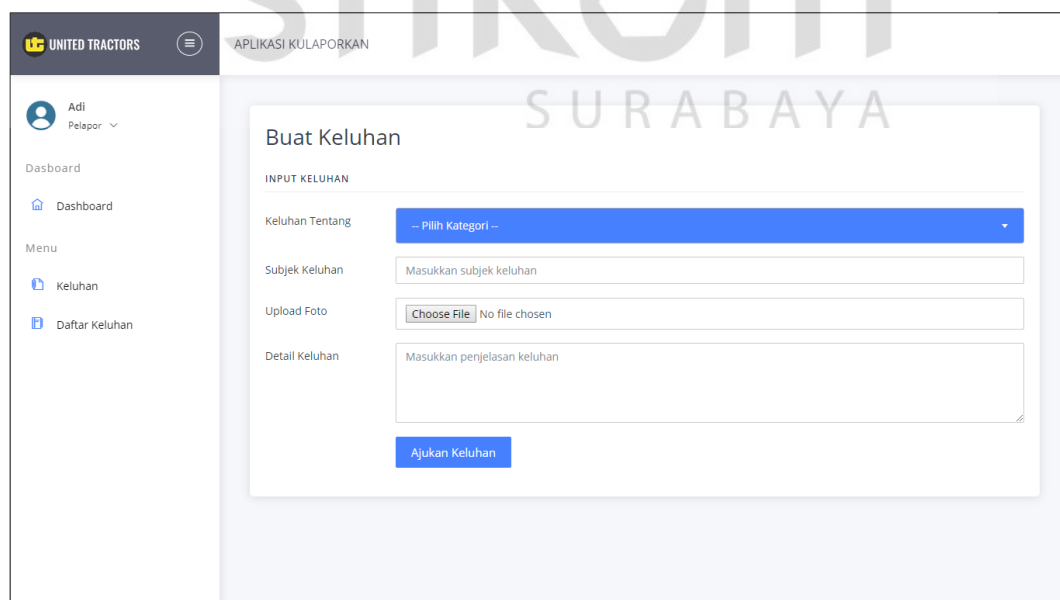 UNITED TRACTORS
APLIKASI KULAPORKAN
SURABAYA
Adi
Pelapor
Dasboard
Dashboard
Menu
Keluhan
Daftar Keluhan
Buat Keluhan
INPUT KELUHAN
Keluhan Tentang
-- Pilih Kategori --
Subjek Keluhan
Masukkan subjek keluhan
Upload Foto
Choose File No file chosen
Detail Keluhan
Masukkan penjelasan keluhan
Ajukan Keluhan